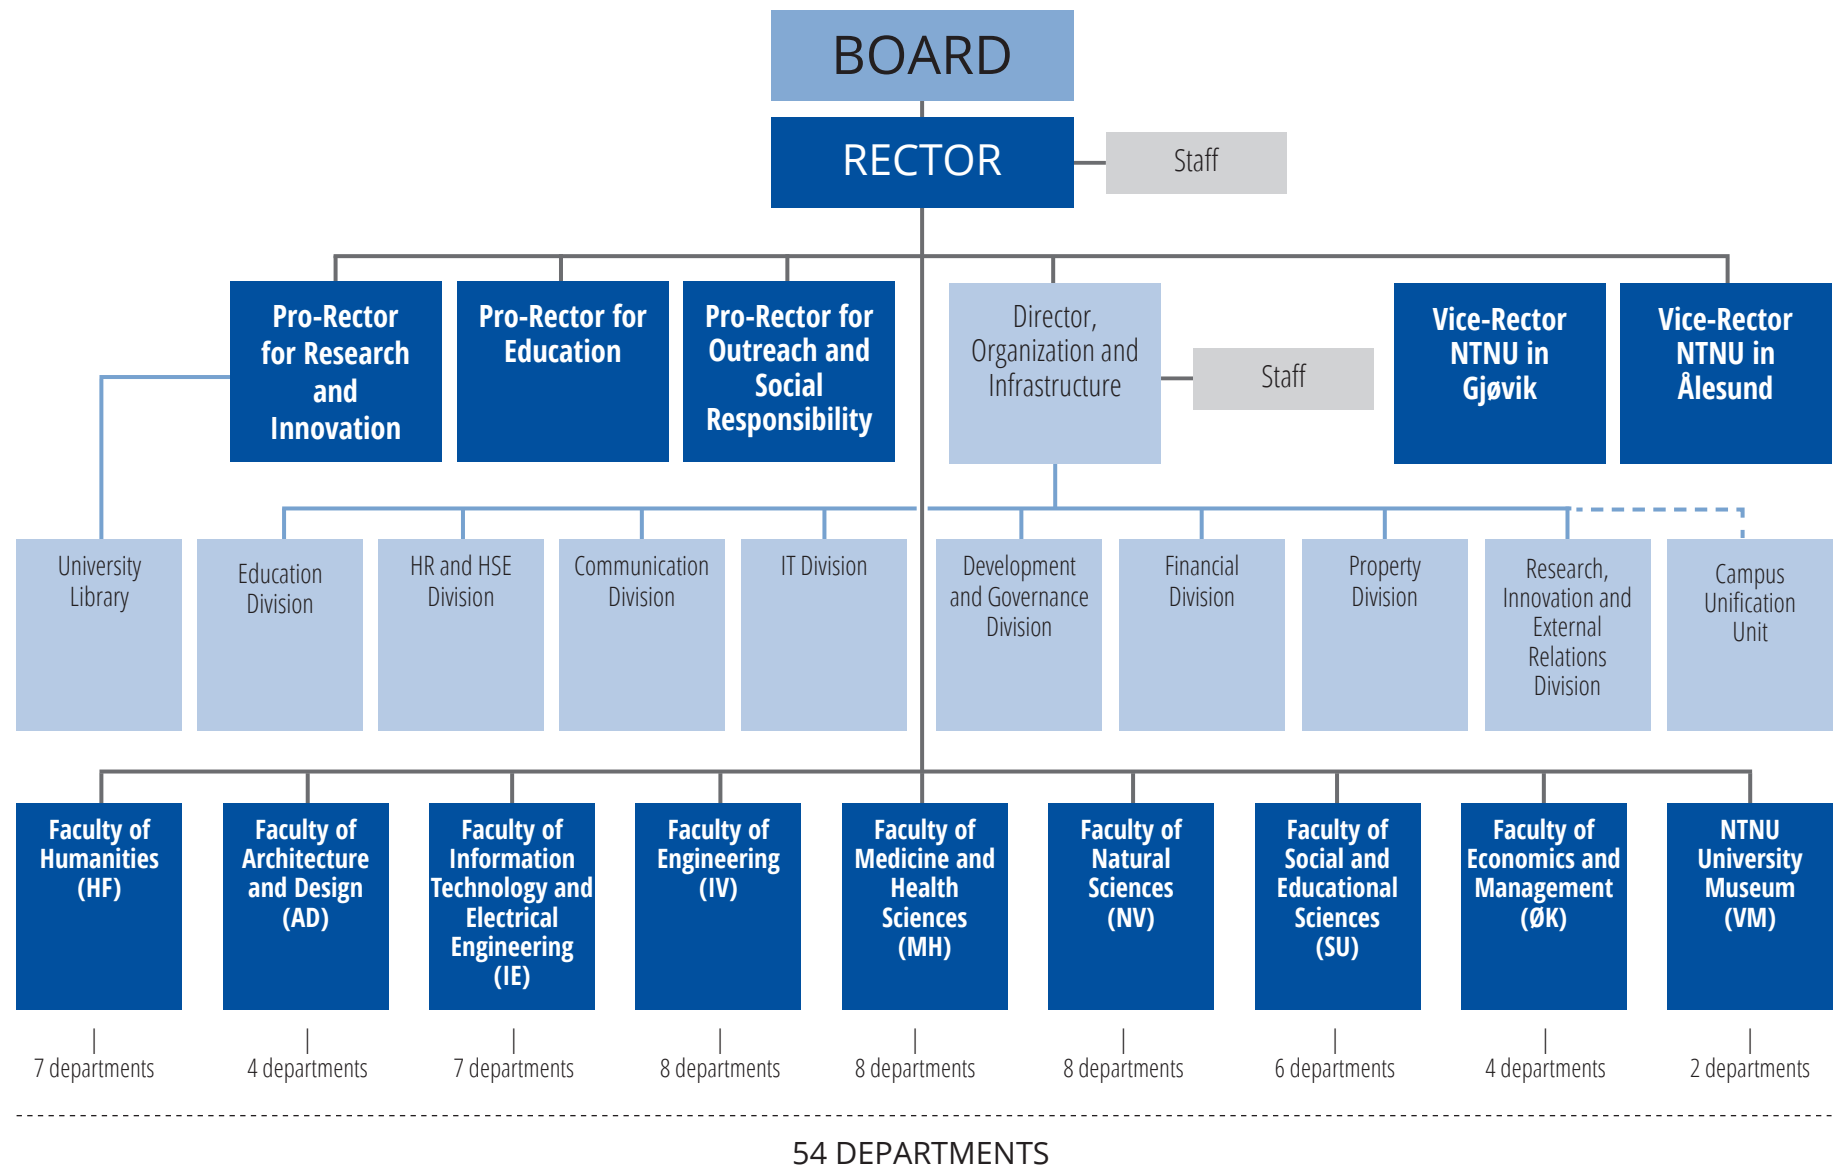 BOARD
RECTOR
Staff
Pro-Rector
for Research
and
Innovation
Pro-Rector for
Education
Pro-Rector for
Outreach and
Social
Responsibility
Director,
Organization and
Infrastructure
Staff
Vice-Rector
NTNU in
Gjøvik
Vice-Rector
NTNU in
Ålesund
University
Library
Education
Division
HR and HSE
Division
Communication
Division
IT Division
Development
and Governance
Division
Financial
Division
Property
Division
Research,
Innovation and
External
Relations
Division
Campus
Unification
Unit
Faculty of
Humanities
(HF)
Faculty of
Architecture
and Design
(AD)
Faculty of
Information
Technology and
Electrical
Engineering
(IE)
Faculty of
Engineering
(IV)
Faculty of
Medicine and
Health
Sciences
(MH)
Faculty of
Natural
Sciences
(NV)
Faculty of
Social and
Educational
Sciences
(SU)
Faculty of
Economics and
Management
(ØK)
NTNU
University
Museum
(VM)
7 departments
4 departments
7 departments
8 departments
8 departments
8 departments
6 departments
4 departments
2 departments
54 DEPARTMENTS